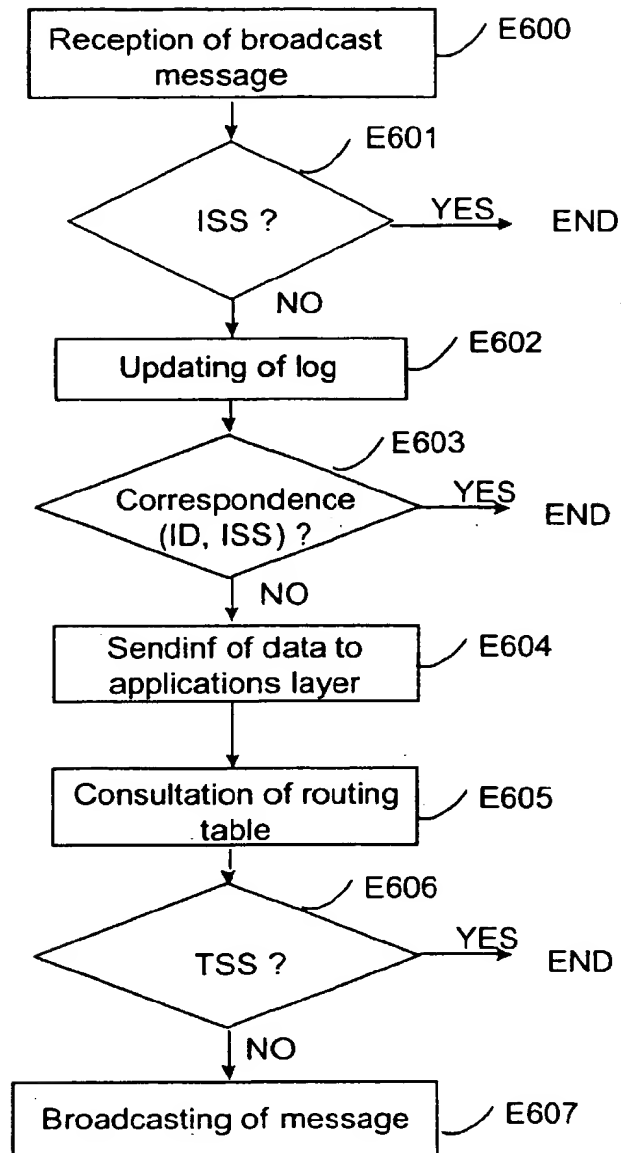 Reception of broadcast
message
E600
E601
ISS ?
YES
END
NO
Updating of log
E602
E603
Correspondence
(ID, ISS) ?
YES
END
NO
Sendinf of data to
applications layer
E604
Consultation of routing
table
E605
E606
TSS ?
YES
END
NO
Broadcasting of message
E607